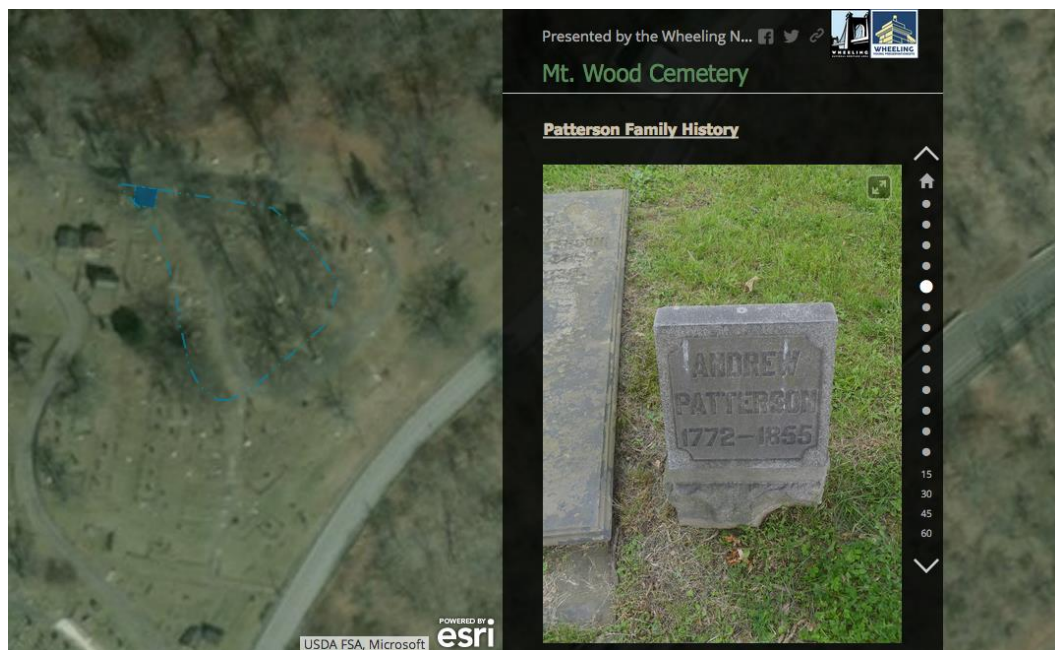 Presented by the Wheeling N...
WHEELING
WHEELING
Mt. Wood Cemetery
Patterson Family History
ANDREW
PATTERSON
1772-1855
15
30
45
60
POWERED BY
esri
USDA FSA, Microsoft